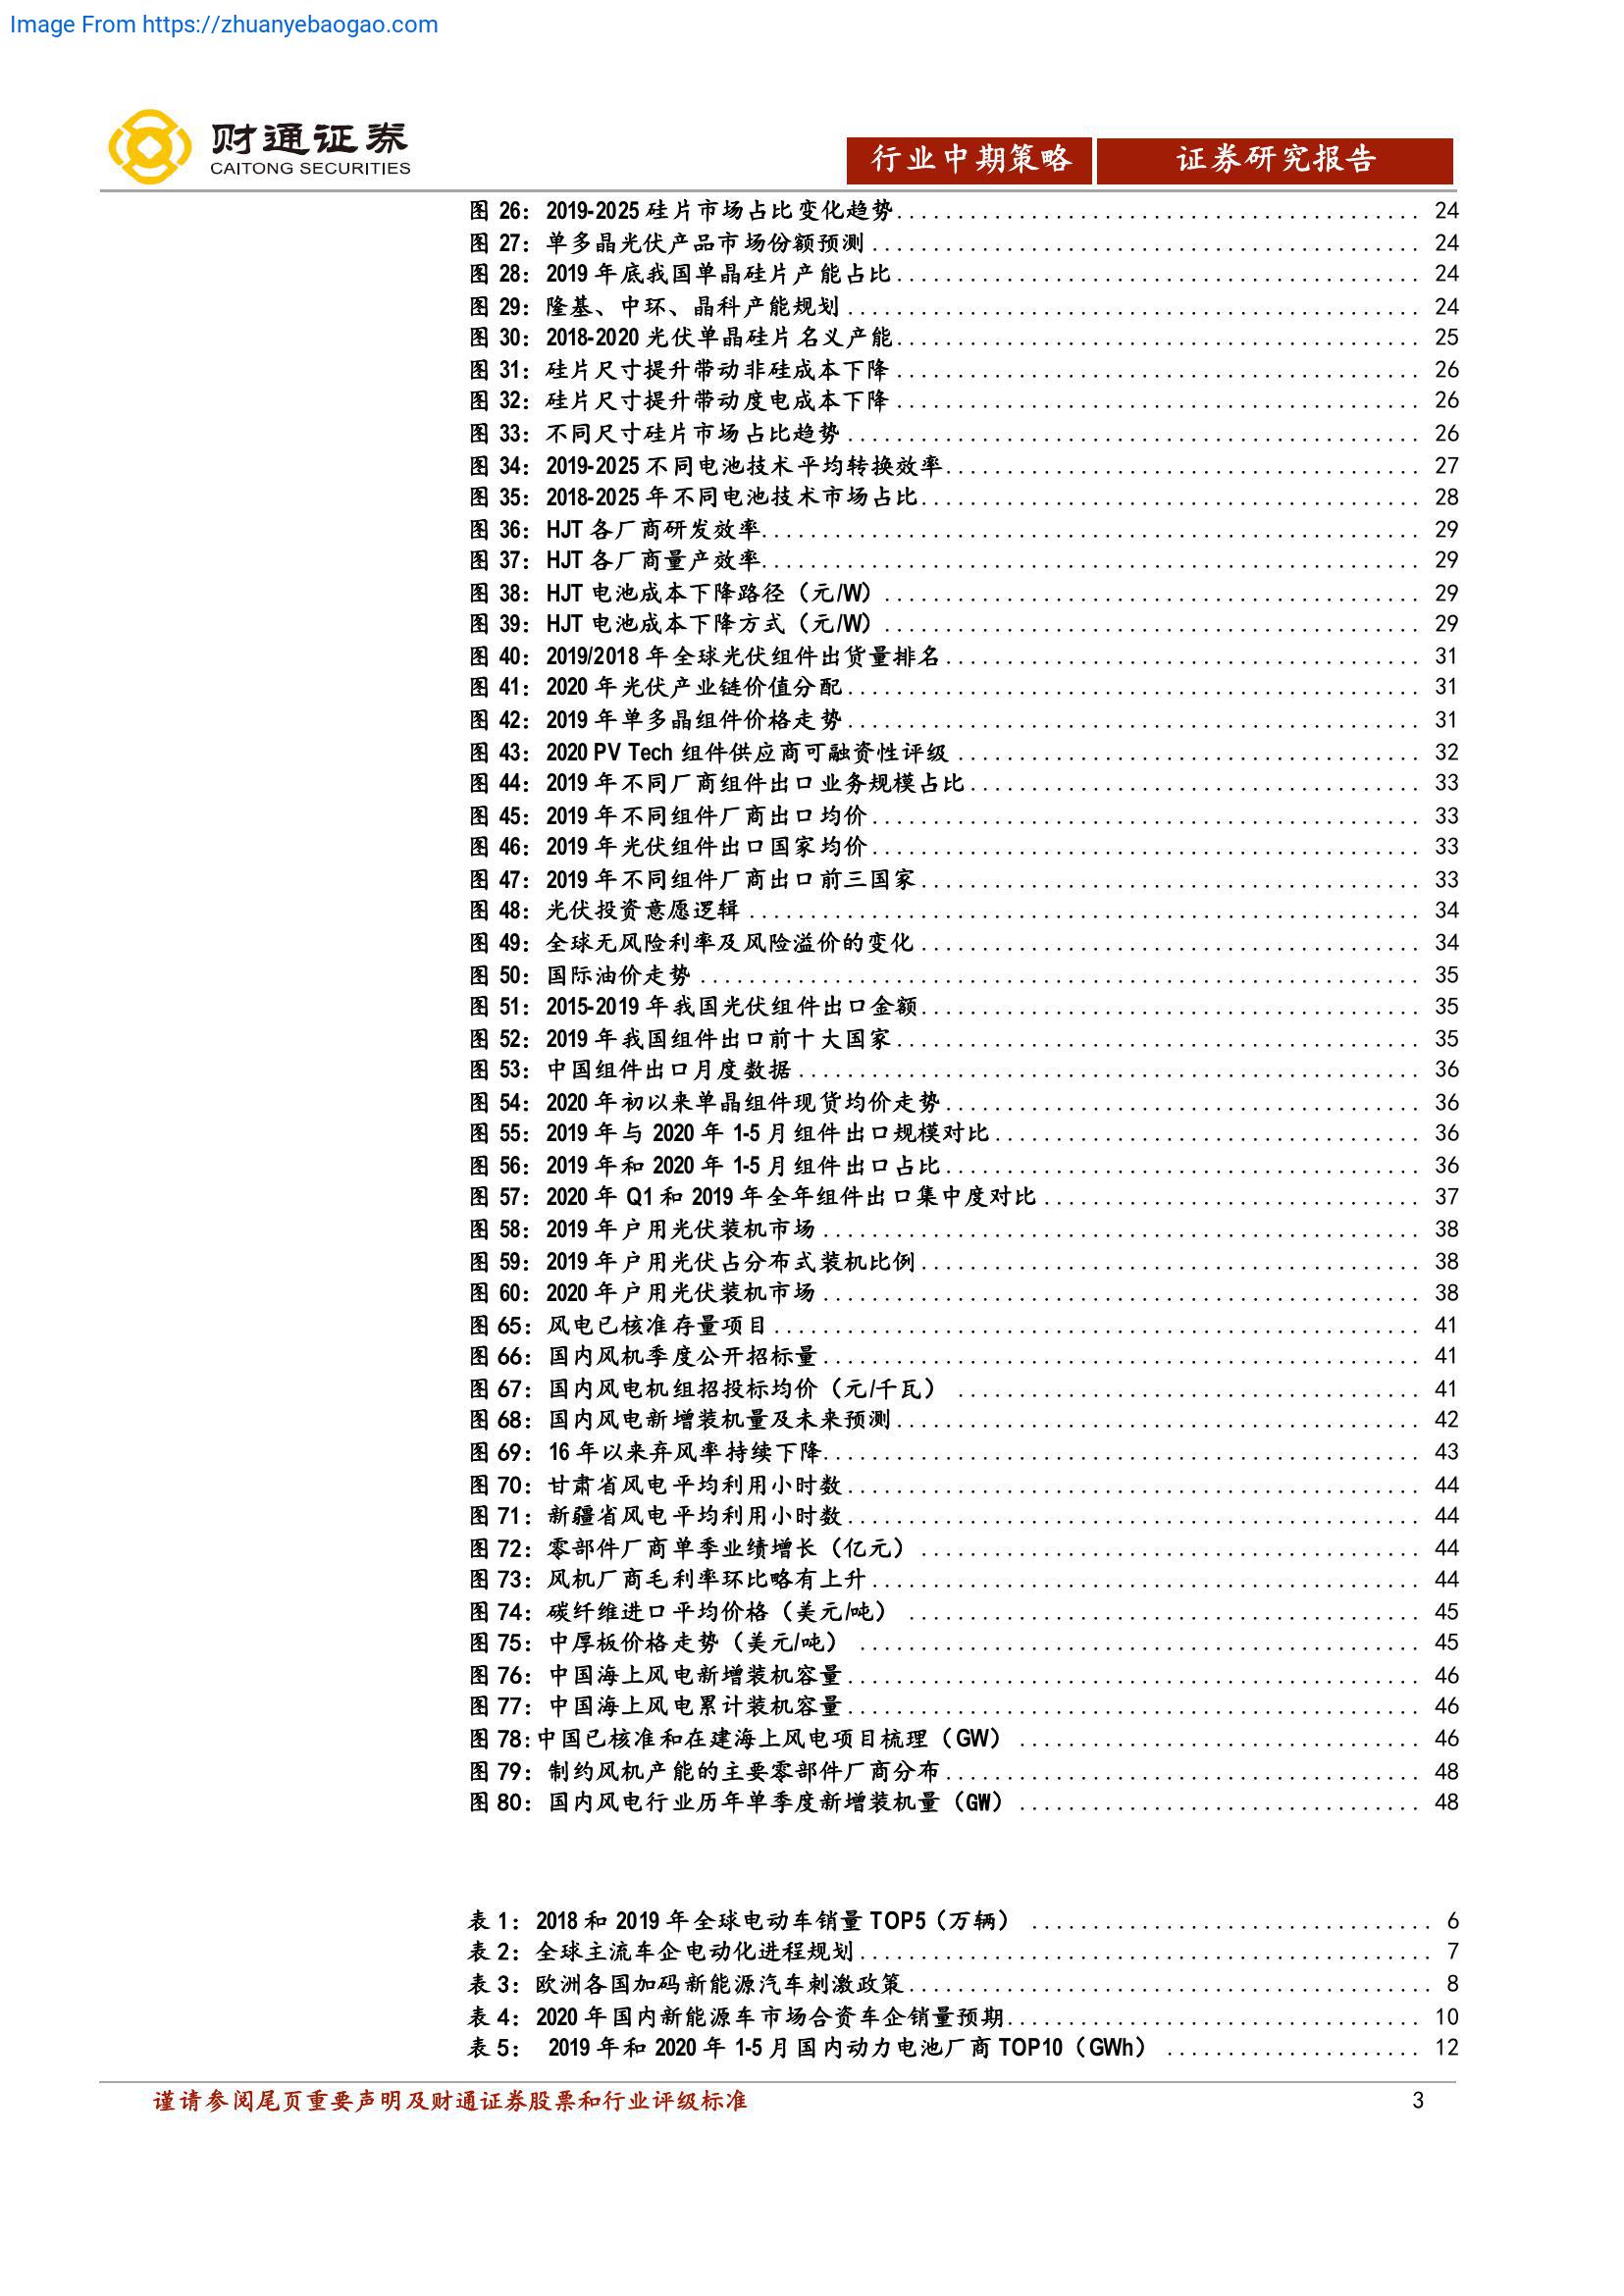 Image From https://zhuanyebaogao.com
财通证券
CAITONG SECURITIES
行业中期策略 证券研究报告
图 26：2019-2025 硅片市场占比变化趋势........................................... 24
图 27：单多晶光伏产品市场份额预测 ............................................. 24
图 28：2019 年底我国单晶硅片产能占比........................................... 24
图 29：隆基、中环、晶科产能规划 ............................................... 24
图 30：2018-2020 光伏单晶硅片名义产能........................................... 25
图 31：硅片尺寸提升带动非硅成本下降 ........................................... 26
图 32：硅片尺寸提升带动度电成本下降 ........................................... 26
图 33：不同尺寸硅片市场占比趋势 ............................................... 26
图 34：2019-2025 不同电池技术平均转换效率....................................... 27
图 35：2018-2025 年不同电池技术市场占比......................................... 28
图 36：HJT 各厂商研发效率...................................................... 29
图 37：HJT 各厂商量产效率...................................................... 29
图 38：HJT 电池成本下降路径（元/W）............................................ 29
图 39：HJT 电池成本下降方式（元/W）............................................ 29
图 40：2019/2018 年全球光伏组件出货量排名....................................... 31
图 41：2020 年光伏产业链价值分配............................................... 31
图 42：2019 年单多晶组件价格走势............................................... 31
图 43：2020 PV Tech 组件供应商可融资性评级 ...................................... 32
图 44：2019 年不同厂商组件出口业务规模占比..................................... 33
图 45：2019 年不同组件厂商出口均价............................................. 33
图 46：2019 年光伏组件出口国家均价............................................. 33
图 47：2019 年不同组件厂商出口前三国家......................................... 33
图 48：光伏投资意愿逻辑 ....................................................... 34
图 49：全球无风险利率及风险溢价的变化 ......................................... 34
图 50：国际油价走势 ........................................................... 35
图 51：2015-2019 年我国光伏组件出口金额......................................... 35
图 52：2019 年我国组件出口前十大国家........................................... 35
图 53：中国组件出口月度数据 ................................................... 36
图 54：2020 年初以来单晶组件现货均价走势....................................... 36
图 55：2019 年与 2020 年 1-5 月组件出口规模对比................................... 36
图 56：2019 年和 2020 年 1-5 月组件出口占比....................................... 36
图 57：2020 年 Q1 和 2019 年全年组件出口集中度对比 ............................... 37
图 58：2019 年户用光伏装机市场 ................................................. 38
图 59：2019 年户用光伏占分布式装机比例......................................... 38
图 60：2020 年户用光伏装机市场 ................................................. 38
图 65：风电已核准存量项目..................................................... 41
图 66：国内风机季度公开招标量................................................. 41
图 67：国内风电机组招投标均价（元/千瓦） ...................................... 41
图 68：国内风电新增装机量及未来预测........................................... 42
图 69：16 年以来弃风率持续下降................................................. 43
图 70：甘肃省风电平均利用小时数............................................... 44
图 71：新疆省风电平均利用小时数............................................... 44
图 72：零部件厂商单季业绩增长（亿元） ......................................... 44
图 73：风机厂商毛利率环比略有上升............................................. 44
图 74：碳纤维进口平均价格（美元/吨） .......................................... 45
图 75：中厚板价格走势（美元/吨） .............................................. 45
图 76：中国海上风电新增装机容量............................................... 46
图 77：中国海上风电累计装机容量............................................... 46
图 78:中国已核准和在建海上风电项目梳理（GW） ................................. 46
图 79：制约风机产能的主要零部件厂商分布....................................... 48
图 80：国内风电行业历年单季度新增装机量（GW） ................................. 48
表 1：2018 和 2019 年全球电动车销量 TOP5（万辆） ................................. 6
表 2：全球主流车企电动化进程规划............................................... 7
表 3：欧洲各国加码新能源汽车刺激政策........................................... 8
表 4：2020 年国内新能源车市场合资车企销量预期.................................. 10
表 5： 2019 年和 2020 年 1-5 月国内动力电池厂商 TOP10（GWh） ..................... 12
谨请参阅尾页重要声明及财通证券股票和行业评级标准 3